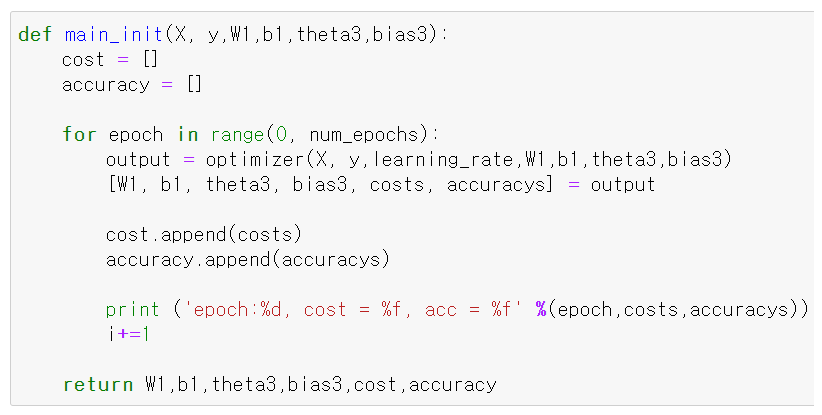 def main_init(X, y,W1,b1,theta3,bias3):
    cost = []
    accuracy = []
    for epoch in range(0, num_epochs):
        output = optimizer(X, y,learning_rate,W1,b1,theta3,bias3)
        [W1, b1, theta3, bias3, costs, accuracys] = output
        cost.append(costs)
        accuracy.append(accuracys)
        print ('epoch:%d, cost = %f, acc = %f' %(epoch,costs,accuracys))
        i+=1
    return W1,b1,theta3,bias3,cost,accuracy